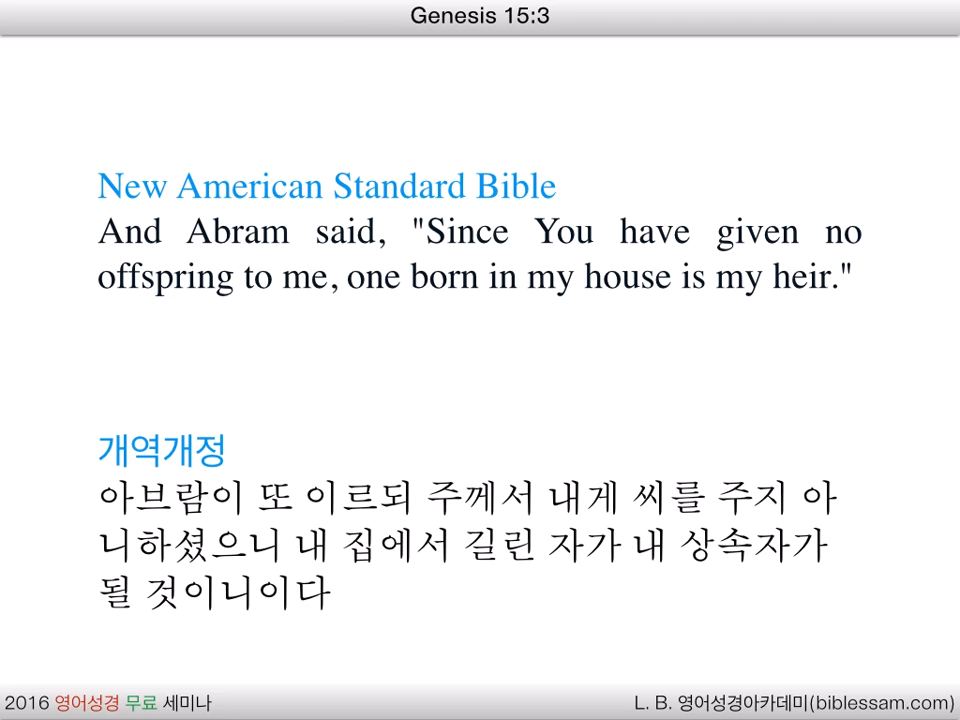 Genesis 15:3
New American Standard Bible
And Abram said, "Since You have given no
offspring to me, one born in my house is my heir."
개역개정
아브람이 또 이르되 주께서 내게 씨를 주지 아
니하셨으니 내 집에서 길린 자가 내 상속자가
될 것이니이다
2016 영어성경 무료 세미나
L. B. 영어성경아카데미(biblessam.com)